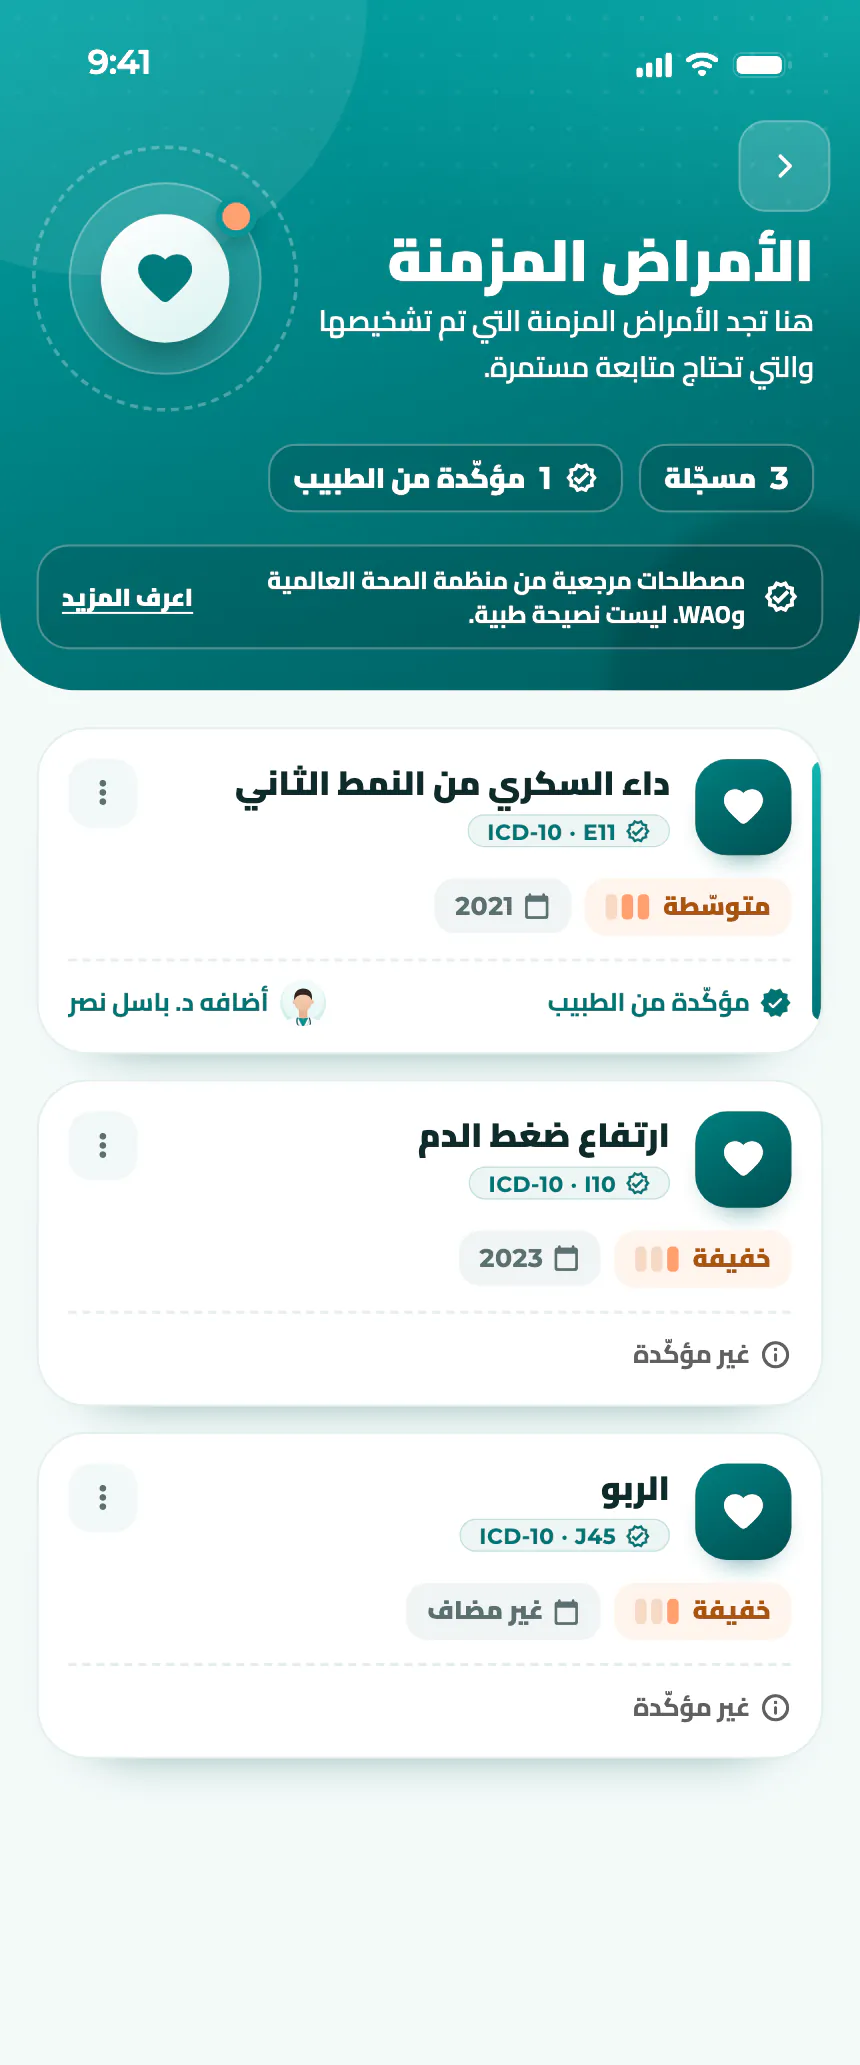 9:41
الأمراض المزمنة
هنا تجد الأمراض المزمنة التي تم تشخيصها
والتي تحتاج متابعة مستمرة.
3 مسجّلة
1 مؤكّدة من الطبيب
مصطلحات مرجعية من منظمة الصحة العالمية
وWAO. ليست نصيحة طبية.
اعرف المزيد
داء السكري من النمط الثاني
ICD-10 · E11
متوسّطة
2021
مؤكّدة من الطبيب
أضافه د. باسل نصر
ارتفاع ضغط الدم
ICD-10 · I10
خفيفة
2023
غير مؤكّدة
الربو
ICD-10 · J45
خفيفة
غير مضاف
غير مؤكّدة